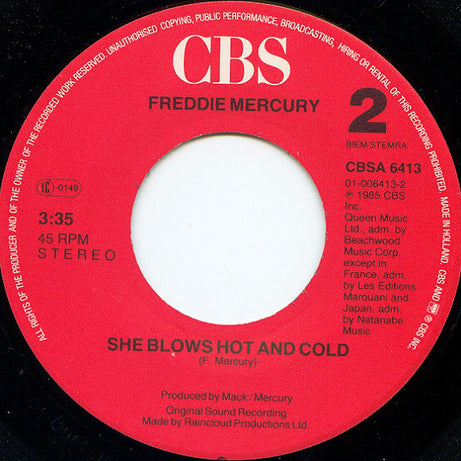 ALL RIGHTS OF THE PRODUCER AND OF THE OWNER OF THE RECORDED WORK RESERVED. UNAUTHORISED COPYING, PUBLIC PERFORMANCE, BROADCASTING, HIRING OR RENTAL OF THIS RECORDING PROHIBITED. MADE IN HOLLAND. CBS AND ARE ® CBS INC.
CBS
FREDDIE MERCURY
2
BIEM/STEMRA
CBSA 6413
01-006413-2
℗ 1985 CBS
Inc.
Queen Music
Ltd., adm. by
Beachwood
Music Corp.
except in
France, adm.
by Les Editions
Marouani and
Japan, adm. by
Natanabe
Music
LC -0149
3:35
45 RPM
STEREO
SHE BLOWS HOT AND COLD
(F. Mercury)
Produced by Mack / Mercury
Original Sound Recording
Made by Raincloud Productions Ltd.